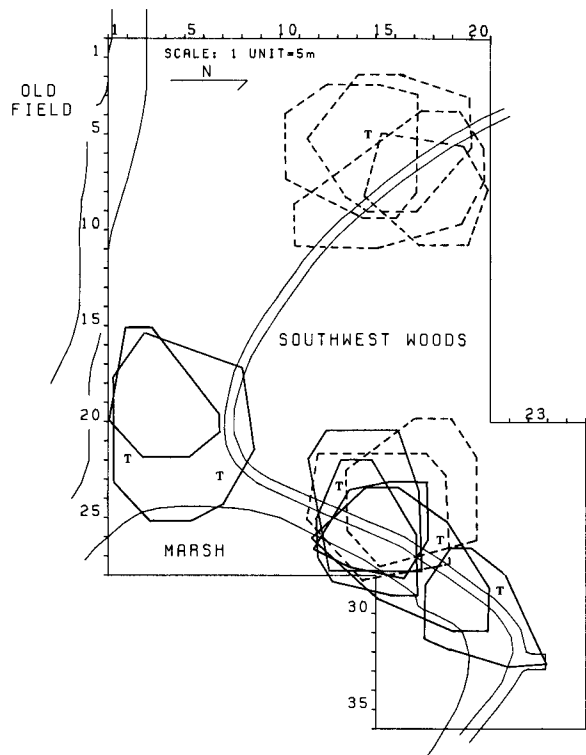 1 5 10 15 20
1
SCALE: 1 UNIT=5m
N
OLD
FIELD
5
T
10
15
SOUTHWEST WOODS
20
23
T
T
T
25
T
MARSH
T
30
35